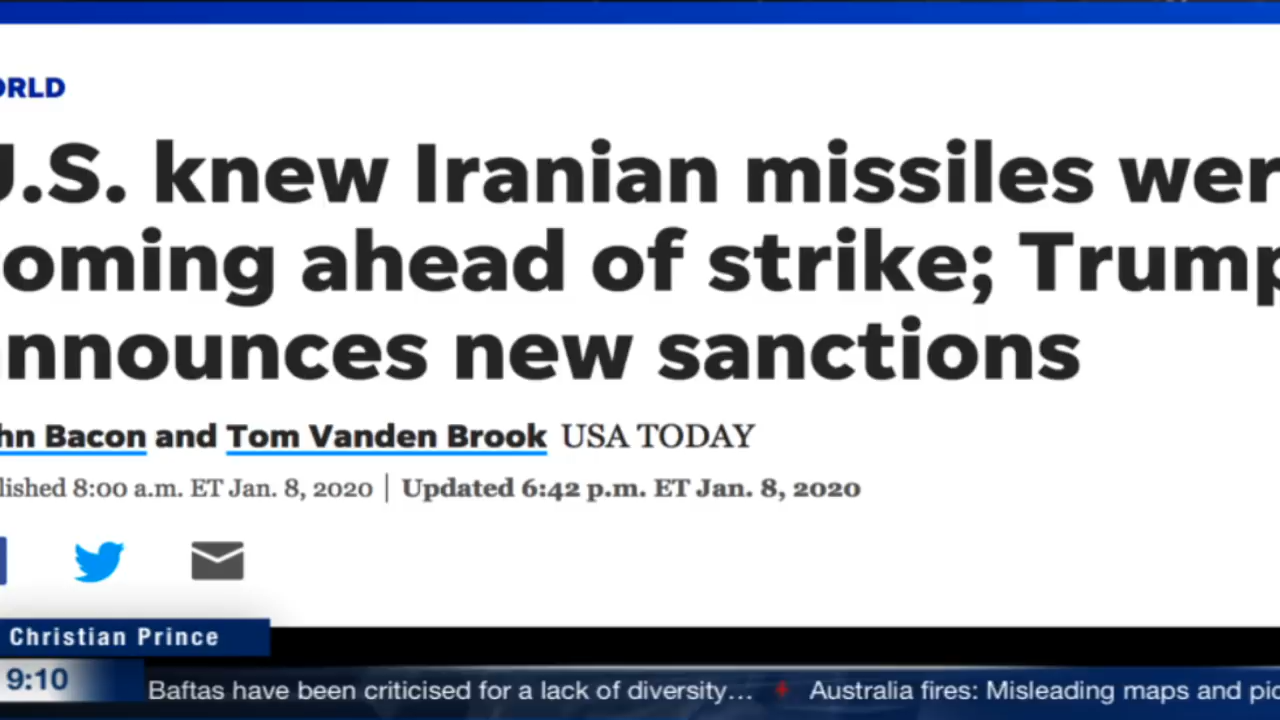 ORLD
U.S. knew Iranian missiles wer
coming ahead of strike; Trump
announces new sanctions
hn Bacon and Tom Vanden Brook USA TODAY
lished 8:00 a.m. ET Jan. 8, 2020 | Updated 6:42 p.m. ET Jan. 8, 2020
Christian Prince
9:10
Baftas have been criticised for a lack of diversity... Australia fires: Misleading maps and pic